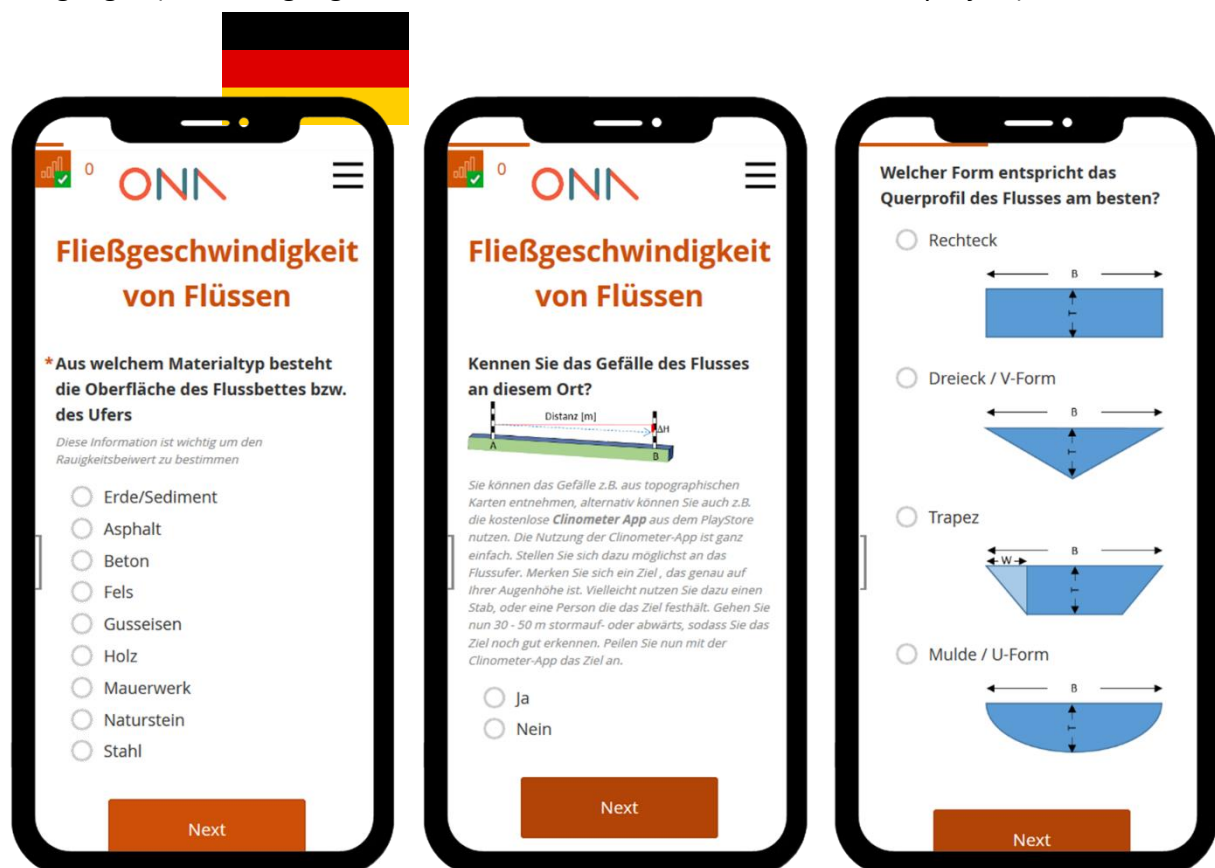 0
ONA
Fließgeschwindigkeit
von Flüssen
*Aus welchem Materialtyp besteht
die Oberfläche des Flussbettes bzw.
des Ufers
Diese Information ist wichtig um den
Rauigkeitsbeiwert zu bestimmen
Erde/Sediment
Asphalt
Beton
Fels
Gusseisen
Holz
Mauerwerk
Naturstein
Stahl
Next
0
ONA
Fließgeschwindigkeit
von Flüssen
Kennen Sie das Gefälle des Flusses
an diesem Ort?
Distanz [m]
ΔH
A
B
Sie können das Gefälle z.B. aus topographischen
Karten entnehmen, alternativ können Sie auch z.B.
die kostenlose Clinometer App aus dem PlayStore
nutzen. Die Nutzung der Clinometer-App ist ganz
einfach. Stellen Sie sich dazu möglichst an das
Flussufer. Merken Sie sich ein Ziel , das genau auf
Ihrer Augenhöhe ist. Vielleicht nutzen Sie dazu einen
Stab, oder eine Person die das Ziel festhält. Gehen Sie
nun 30 - 50 m stormauf- oder abwärts, sodass Sie das
Ziel noch gut erkennen. Peilen Sie nun mit der
Clinometer-App das Ziel an.
Ja
Nein
Next
Welcher Form entspricht das
Querprofil des Flusses am besten?
Rechteck
B
T
Dreieck / V-Form
B
T
Trapez
B
W
T
Mulde / U-Form
B
T
Next